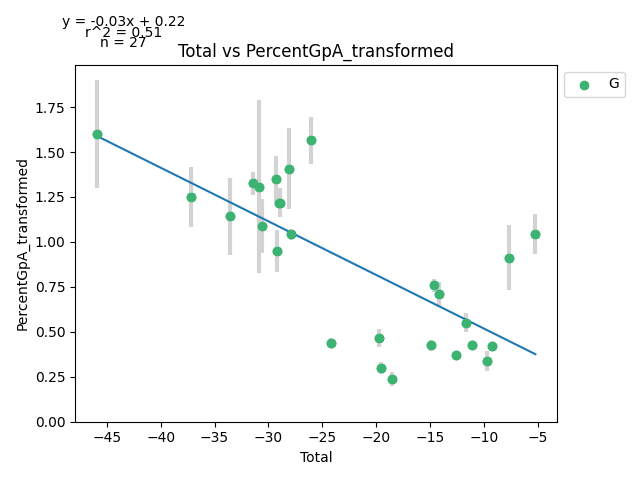 y = -0.03x + 0.22
r^2 = 0.51
n = 27
Total vs PercentGpA_transformed
G
PercentGpA_transformed
1.75
1.50
1.25
1.00
0.75
0.50
0.25
0.00
−45 −40 −35 −30 −25 −20 −15 −10 −5
Total